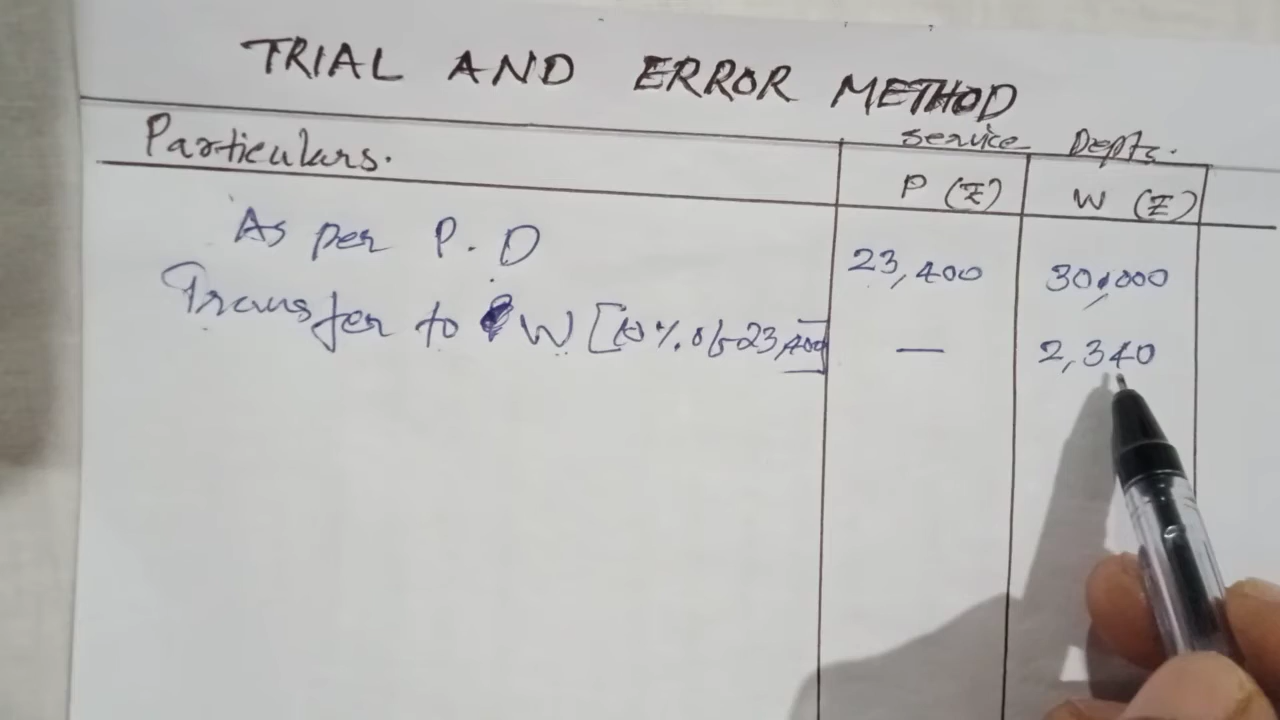 TRIAL AND ERROR METHOD
Particulars. Service Depts.
P (₹) W (₹)
As per P.D 23,400 30,000
Transfer to W [10% of 23,400] — 2,340